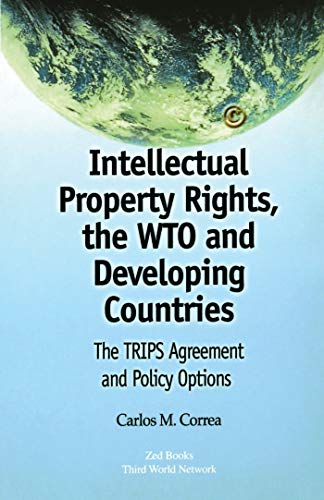 ©
Intellectual
Property Rights,
the WTO and
Developing
Countries
The TRIPS Agreement
and Policy Options
Carlos M. Correa
Zed Books
Third World Network